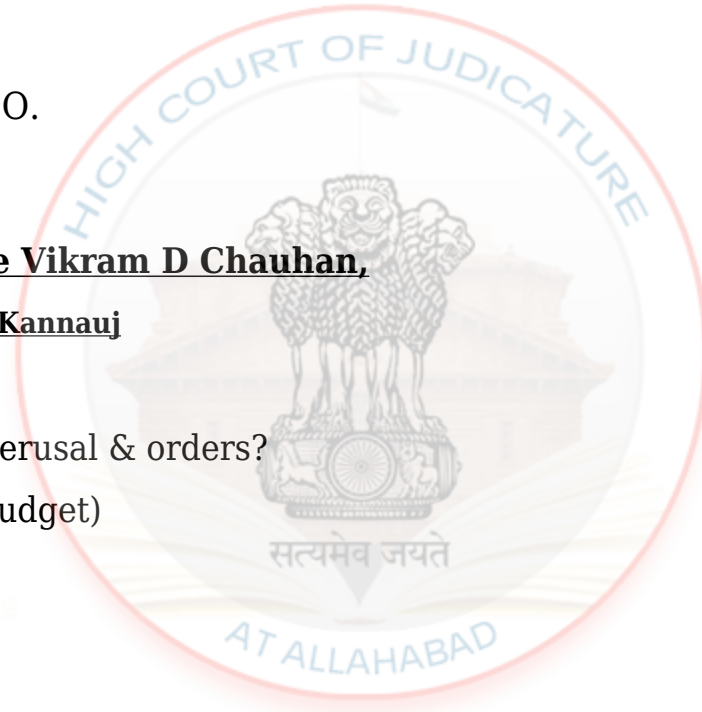 HIGH COURT OF JUDICATURE
O.
e Vikram D Chauhan,
Kannauj
erusal & orders?
udget)
सत्यमेव जयते
AT ALLAHABAD